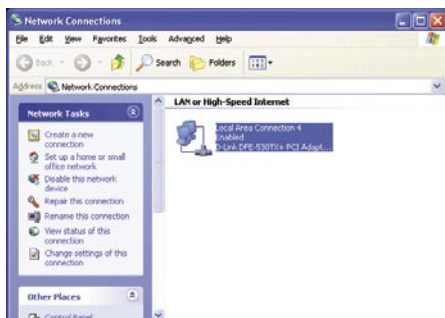 Network Connections
File Edit View Favorites Tools Advanced Help
Back Search Folders
Address Network Connections
Network Tasks
Create a new
connection
Set up a home or small
office network
Disable this network
device
Repair this connection
Rename this connection
View status of this
connection
Change settings of this
connection
Other Places
Control Panel
LAN or High-Speed Internet
Local Area Connection 4
Enabled
D-Link DFE-530TX+ PCI Adapt...